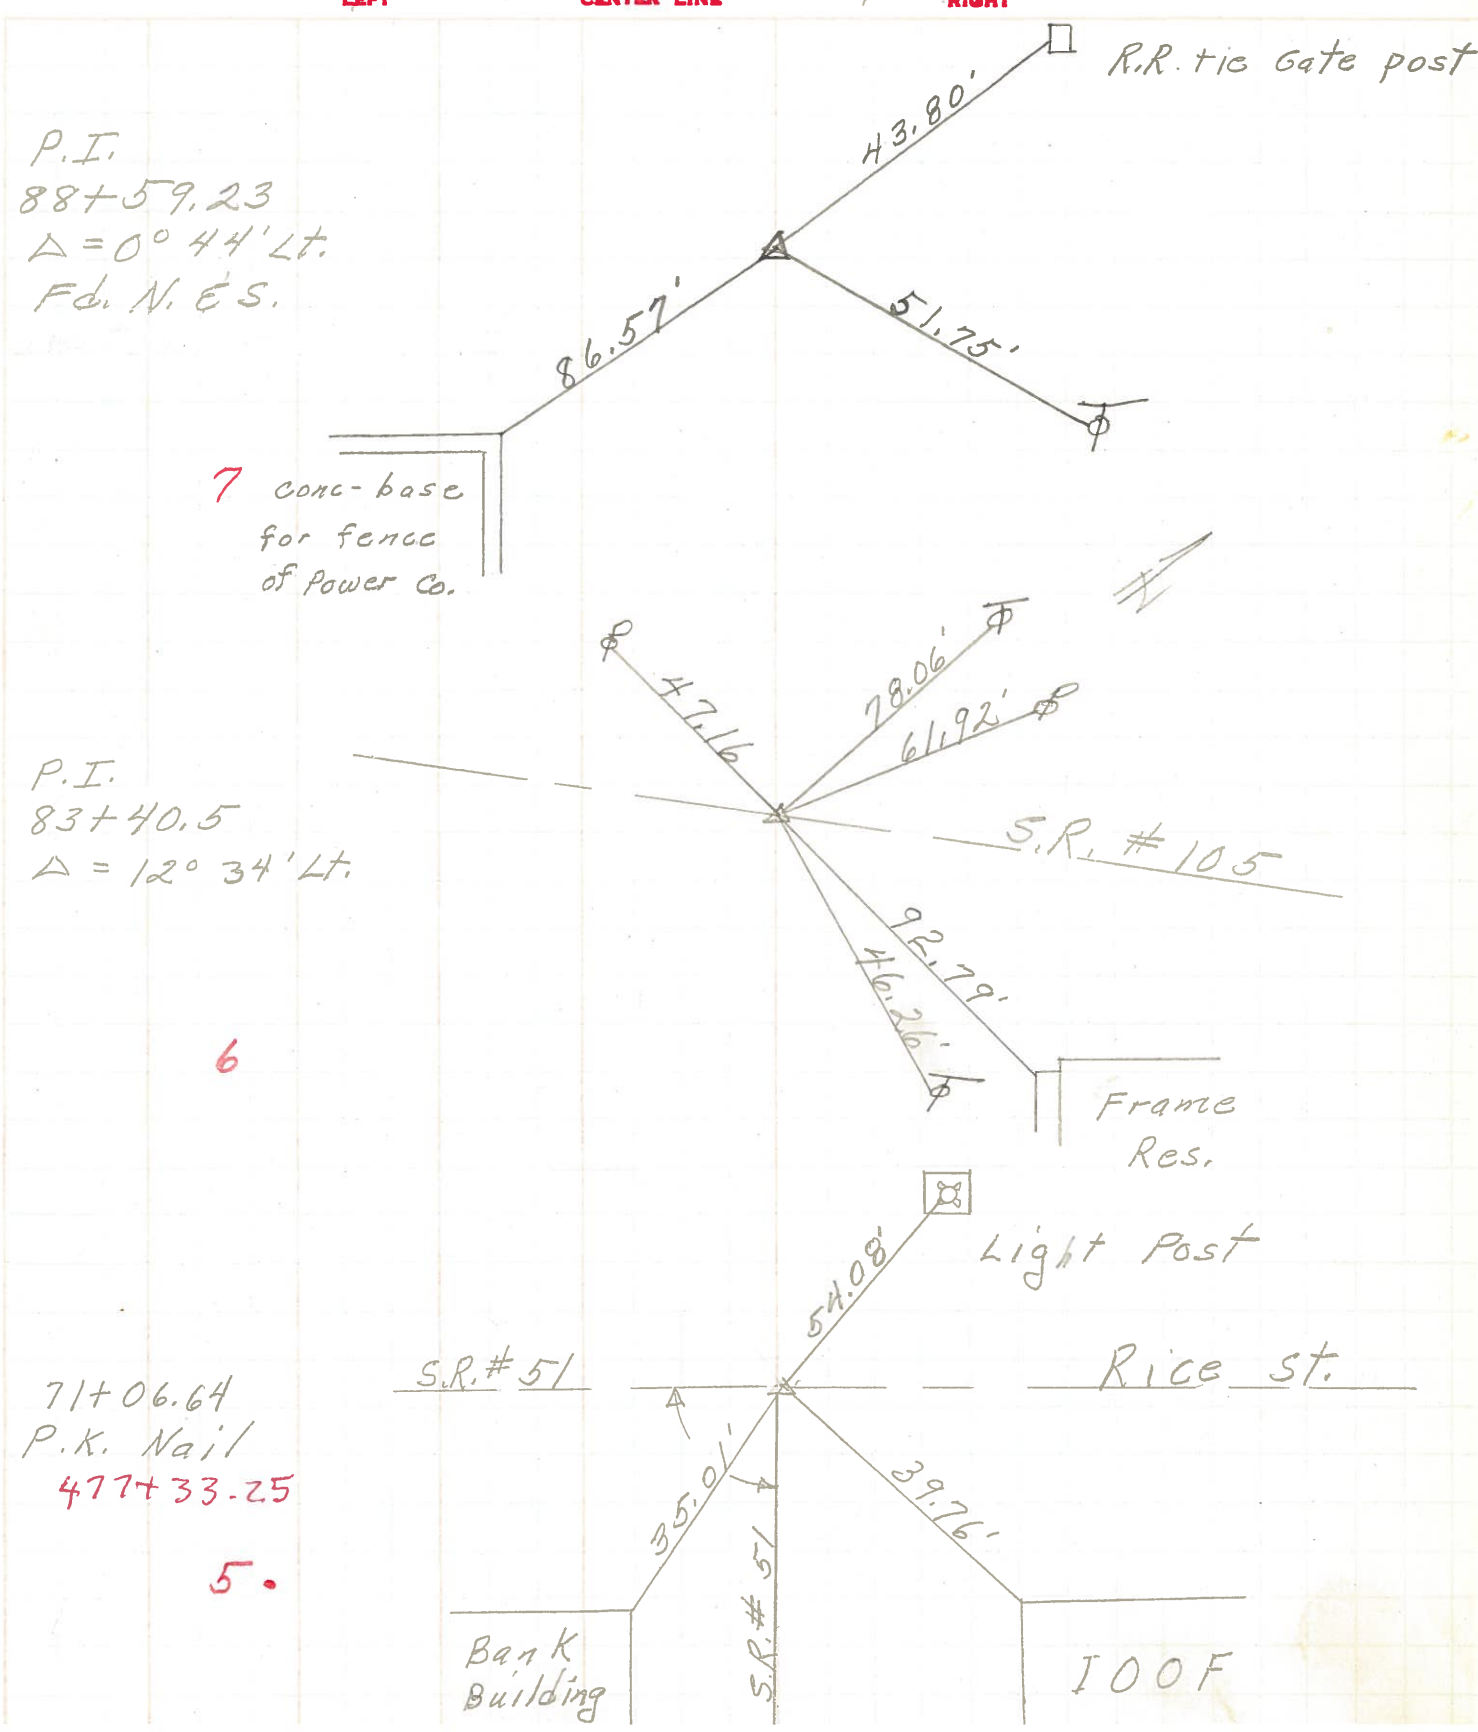 LEFT CENTER LINE RIGHT
R.R. tie Gate post
43.80'
P.I.
88+59.23
Δ = 0° 44' Lt.
Fd. N. & S.
86.57'
51.75'
7
conc-base
for fence
of Power Co.
N
47.16
78.06'
61.92'
P.I.
83+40.5
Δ = 12° 34' Lt.
S.R. # 105
92.79'
46.26'
6
Frame
Res.
Light Post
54.08'
S.R. # 51
Rice St.
71+06.64
P.K. Nail
477+33.25
35.01'
39.76'
5.
S.R. # 51
Bank
Building
IOOF